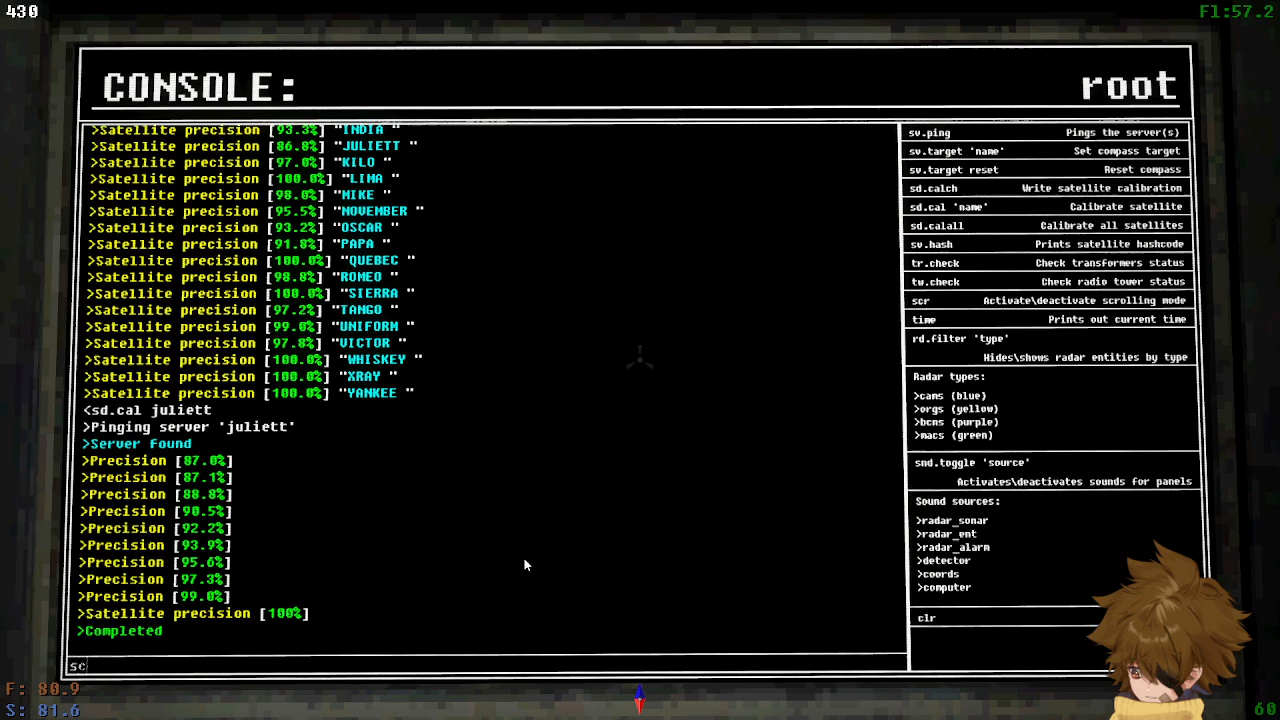 430
F1:57.2
CONSOLE:
root
>Satellite precision [93.3%] "INDIA "
>Satellite precision [86.8%] "JULIETT "
>Satellite precision [97.0%] "KILO "
>Satellite precision [100.0%] "LIMA "
>Satellite precision [98.0%] "MIKE "
>Satellite precision [95.5%] "NOVEMBER "
>Satellite precision [93.2%] "OSCAR "
>Satellite precision [91.8%] "PAPA "
>Satellite precision [100.0%] "QUEBEC "
>Satellite precision [98.8%] "ROMEO "
>Satellite precision [100.0%] "SIERRA "
>Satellite precision [97.2%] "TANGO "
>Satellite precision [99.0%] "UNIFORM "
>Satellite precision [97.8%] "VICTOR "
>Satellite precision [100.0%] "WHISKEY "
>Satellite precision [100.0%] "XRAY "
>Satellite precision [100.0%] "YANKEE "
<sd.cal juliett
>Pinging server 'juliett'
>Server found
>Precision [87.0%]
>Precision [87.1%]
>Precision [88.8%]
>Precision [90.5%]
>Precision [92.2%]
>Precision [93.9%]
>Precision [95.6%]
>Precision [97.3%]
>Precision [99.0%]
>Satellite precision [100%]
>Completed
sc
sv.ping Pings the server(s)
sv.target 'name' Set compass target
sv.target reset Reset compass
sd.calch Write satellite calibration
sd.cal 'name' Calibrate satellite
sd.calall Calibrate all satellites
sv.hash Prints satellite hashcode
tr.check Check transformers status
tw.check Check radio tower status
scr Activate\deactivate scrolling mode
time Prints out current time
rd.filter 'type'
Hides\shows radar entities by type
Radar types:
>cams (blue)
>orgs (yellow)
>bcns (purple)
>macs (green)
snd.toggle 'source'
Activates\deactivates sounds for panels
Sound sources:
>radar_sonar
>radar_ent
>radar_alarm
>detector
>coords
>computer
clr
F: 80.9
S: 81.6
60